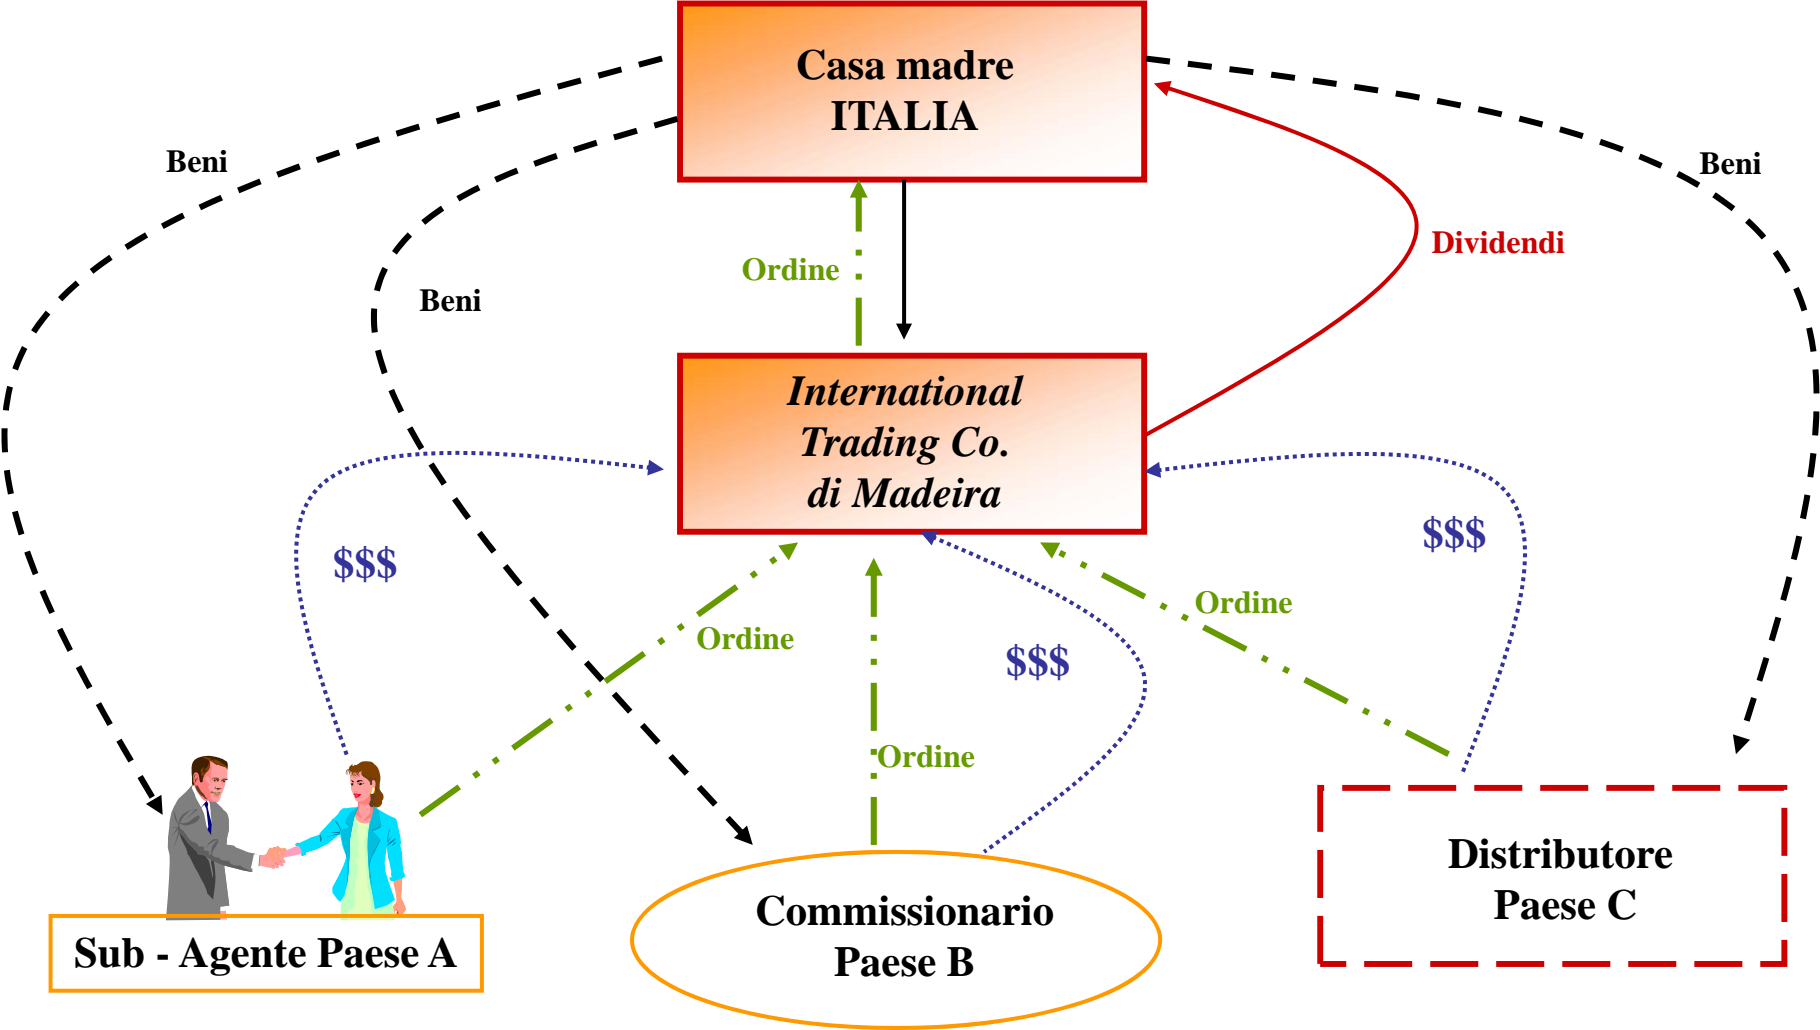 Casa madre
ITALIA
Beni
Beni
Dividendi
Ordine
Beni
International
Trading Co.
di Madeira
$$$
$$$
Ordine
Ordine
$$$
Ordine
Distributore
Paese C
Commissionario
Paese B
Sub - Agente Paese A